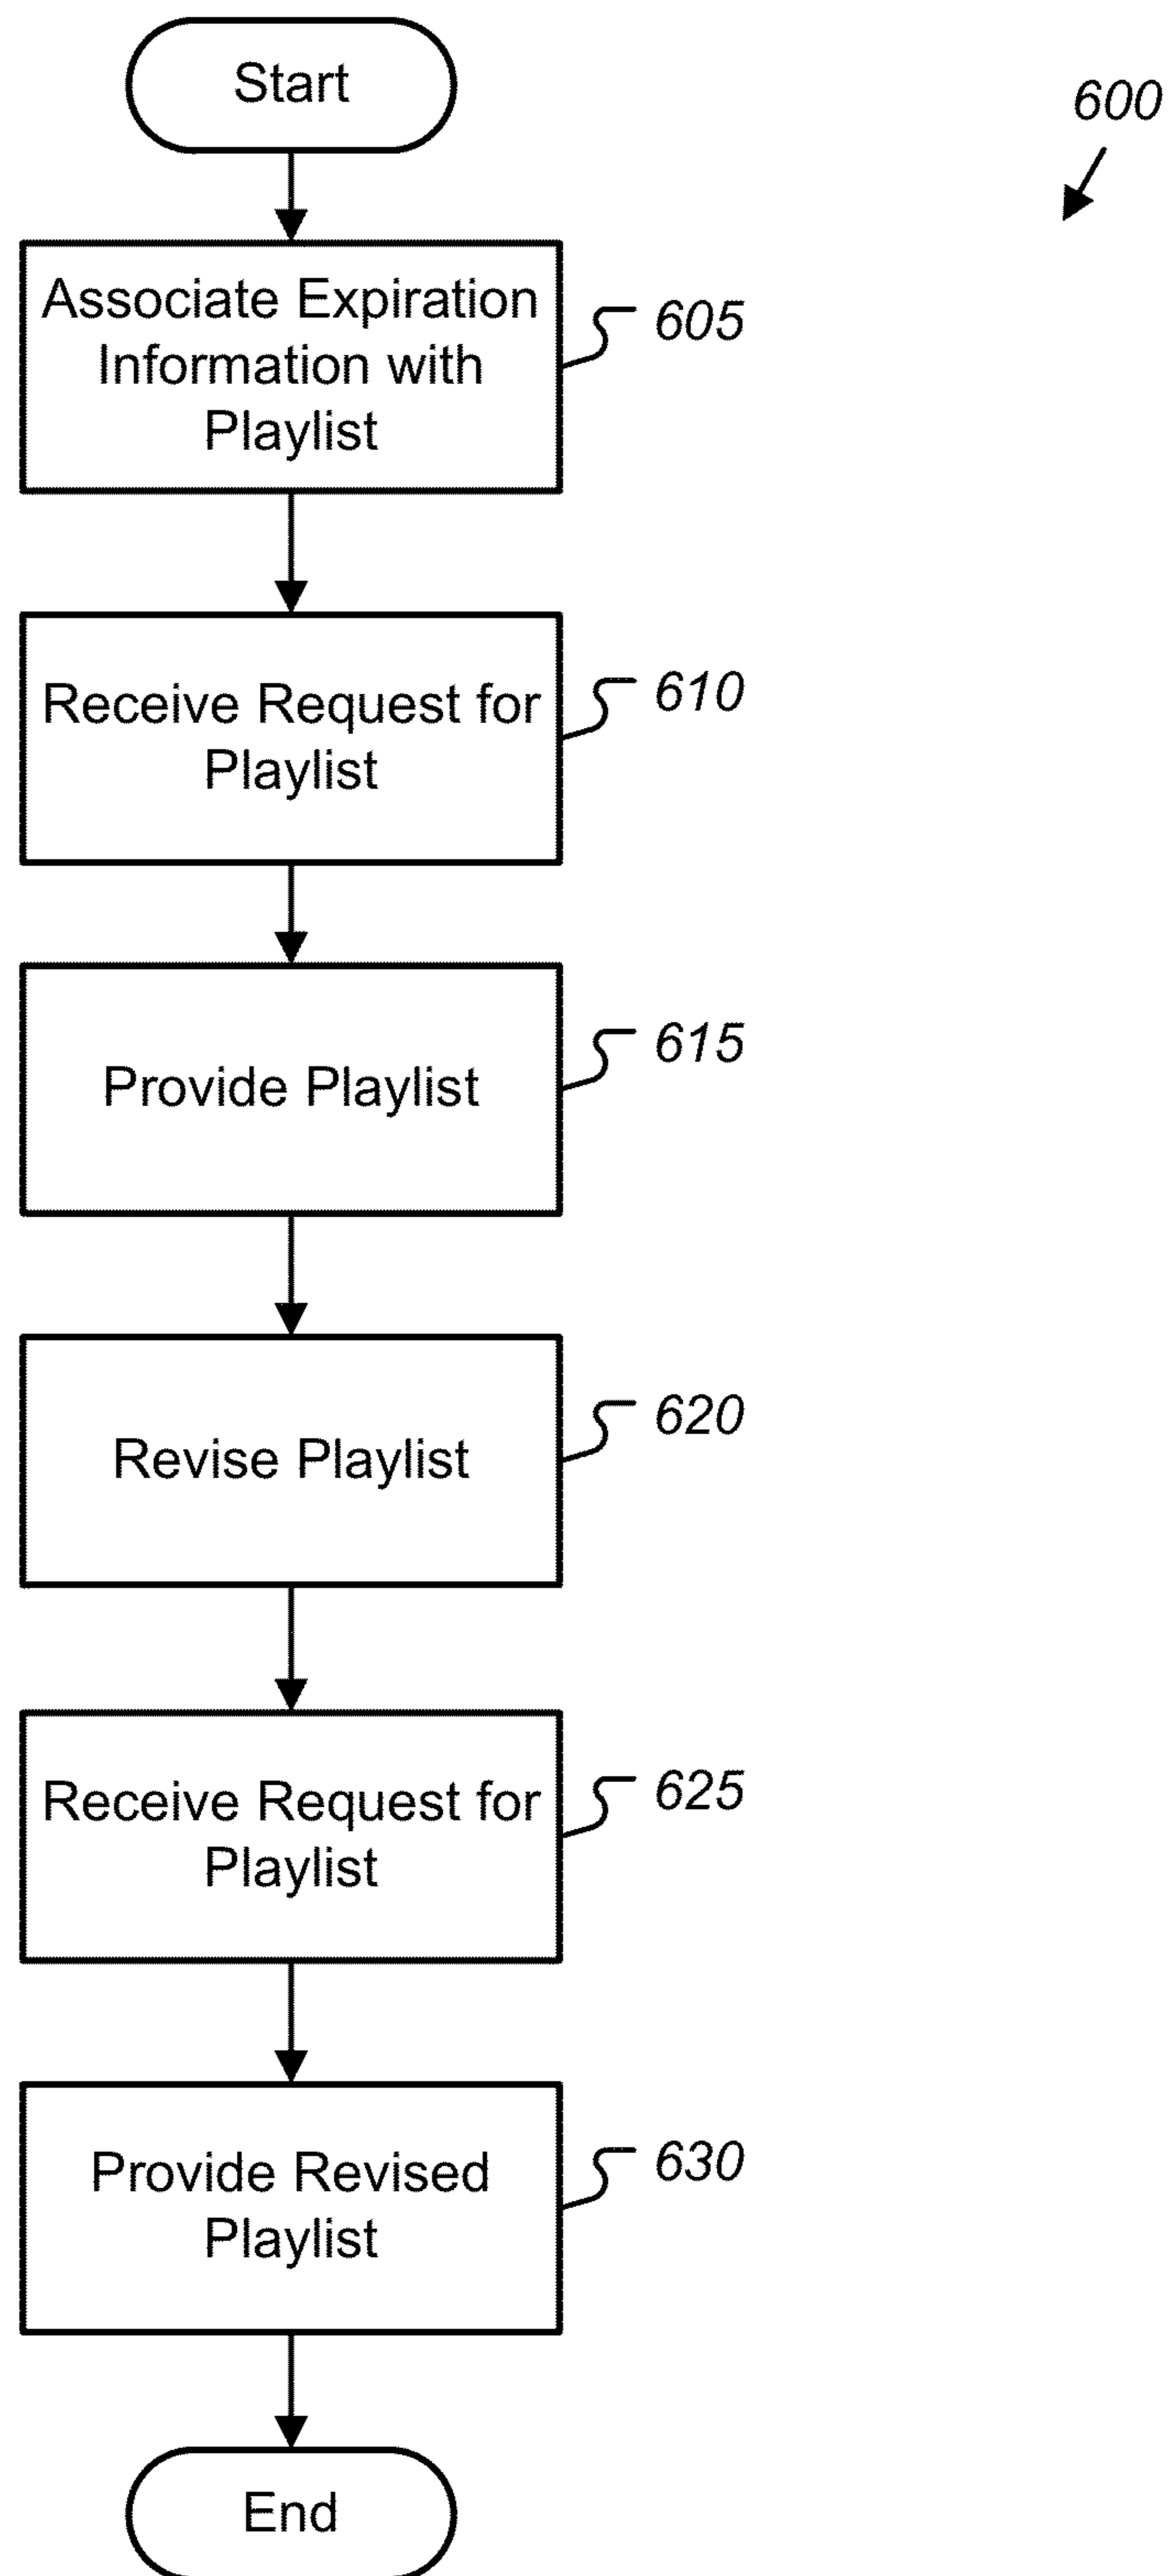 Start
600
Associate Expiration
Information with
Playlist
605
Receive Request for
Playlist
610
Provide Playlist
615
Revise Playlist
620
Receive Request for
Playlist
625
Provide Revised
Playlist
630
End